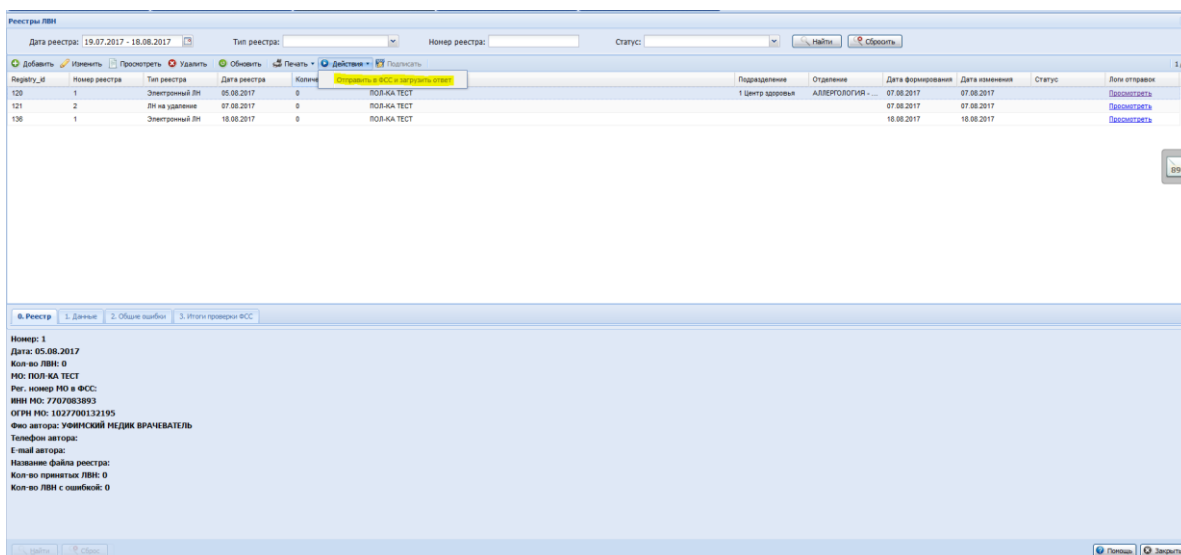 Реестры ЛВН
Дата реестра: 19.07.2017 - 18.08.2017 Тип реестра: Номер реестра: Статус: Найти Сбросить
Добавить Изменить Просмотреть Удалить Обновить Печать Действия Подписать 1
Registry_id Номер реестра Тип реестра Дата реестра Количе Отправить в ФСС и загрузить ответ Подразделение Отделение Дата формирования Дата изменения Статус Логи отправок
120 1 Электронный ЛН 05.08.2017 0 ПОЛ-КА ТЕСТ 1 Центр здоровья АЛЛЕРГОЛОГИЯ - ... 07.08.2017 07.08.2017 Просмотреть
121 2 ЛН на удаление 07.08.2017 0 ПОЛ-КА ТЕСТ 07.08.2017 07.08.2017 Просмотреть
136 1 Электронный ЛН 18.08.2017 0 ПОЛ-КА ТЕСТ 18.08.2017 18.08.2017 Просмотреть
89
0. Реестр 1. Данные 2. Общие ошибки 3. Итоги проверки ФСС
Номер: 1
Дата: 05.08.2017
Кол-во ЛВН: 0
МО: ПОЛ-КА ТЕСТ
Рег. номер МО в ФСС:
ИНН МО: 7707083893
ОГРН МО: 1027700132195
Фио автора: УФИМСКИЙ МЕДИК ВРАЧЕВАТЕЛЬ
Телефон автора:
E-mail автора:
Название файла реестра:
Кол-во принятых ЛВН: 0
Кол-во ЛВН с ошибкой: 0
Найти Сброс Помощь Закрыть